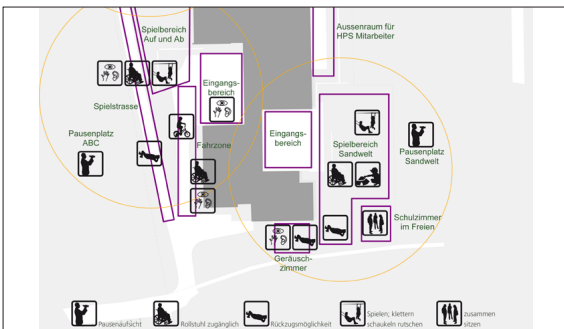 Spielbereich
Auf und Ab
Aussenraum für
HPS Mitarbeiter
Eingangs-
bereich
Spielstrasse
Pausenplatz
ABC
Fahrzone
Eingangs-
bereich
Spielbereich
Sandwelt
Pausenplatz
Sandwelt
Schulzimmer
im Freien
Geräusch-
zimmer
Pausenaufsicht
Rollstuhl zugänglich
Rückzugsmöglichkeit
Spielen; klettern
schaukeln rutschen
zusammen
sitzen